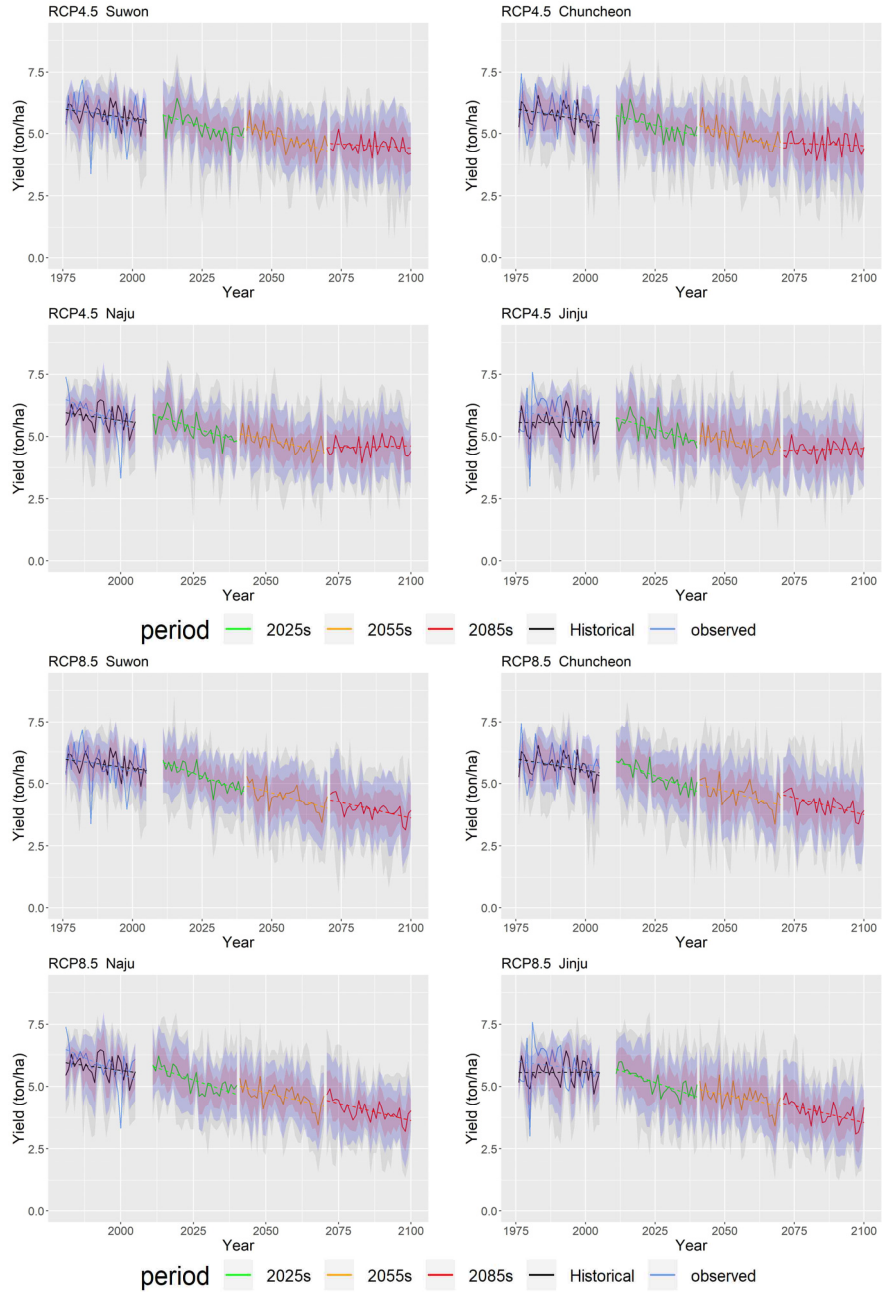 RCP4.5 Suwon
RCP4.5 Chuncheon
Yield (ton/ha)
7.5
5.0
2.5
0.0
1975 2000 2025 2050 2075 2100
Year
Yield (ton/ha)
7.5
5.0
2.5
0.0
1975 2000 2025 2050 2075 2100
Year
RCP4.5 Naju
RCP4.5 Jinju
Yield (ton/ha)
7.5
5.0
2.5
0.0
2000 2025 2050 2075 2100
Year
Yield (ton/ha)
7.5
5.0
2.5
0.0
1975 2000 2025 2050 2075 2100
Year
period 2025s 2055s 2085s Historical observed
RCP8.5 Suwon
RCP8.5 Chuncheon
Yield (ton/ha)
7.5
5.0
2.5
0.0
1975 2000 2025 2050 2075 2100
Year
Yield (ton/ha)
7.5
5.0
2.5
0.0
1975 2000 2025 2050 2075 2100
Year
RCP8.5 Naju
RCP8.5 Jinju
Yield (ton/ha)
7.5
5.0
2.5
0.0
2000 2025 2050 2075 2100
Year
Yield (ton/ha)
7.5
5.0
2.5
0.0
1975 2000 2025 2050 2075 2100
Year
period 2025s 2055s 2085s Historical observed